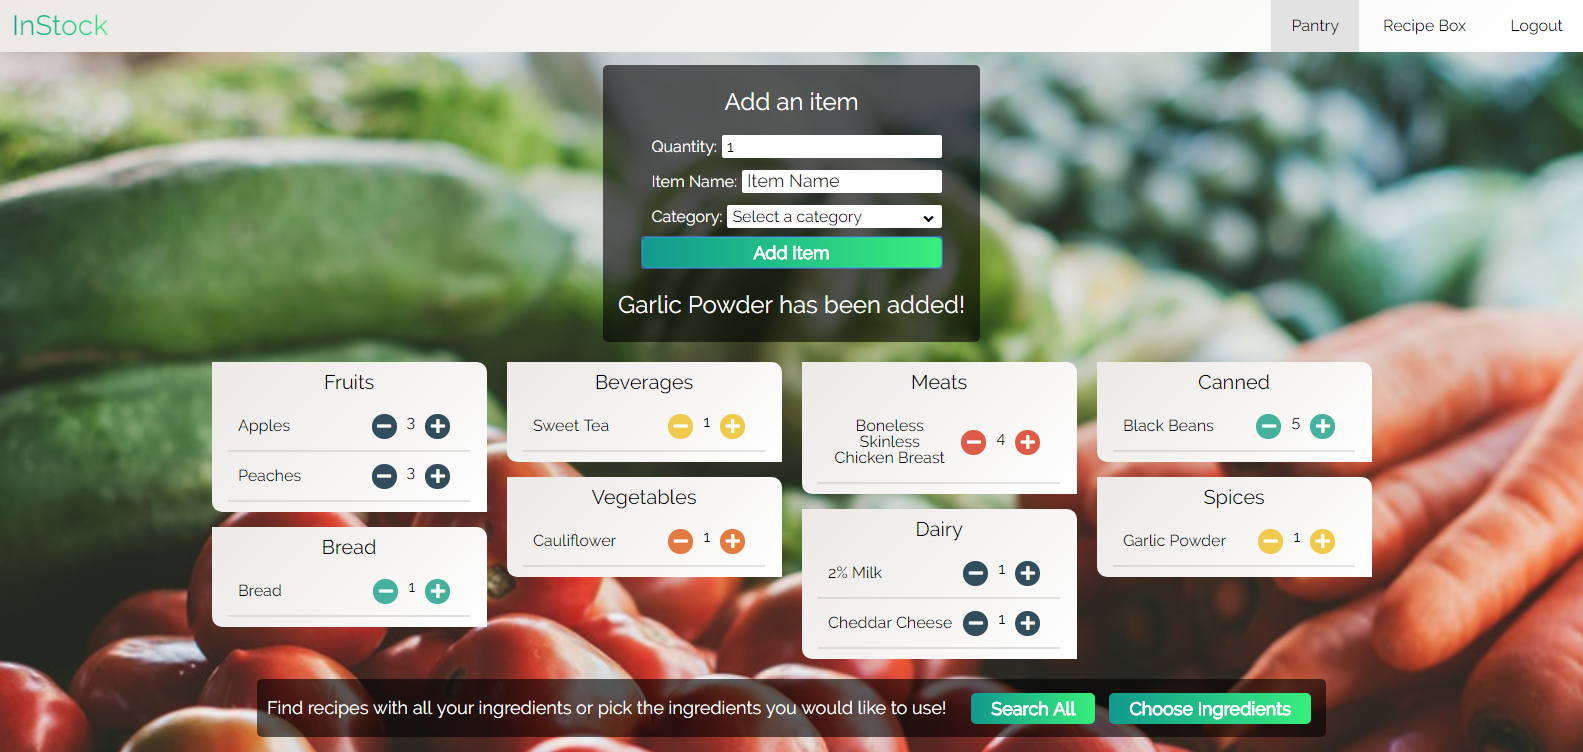 InStock
Pantry
Recipe Box
Logout
Add an item
Quantity: 1
Item Name: Item Name
Category: Select a category
Add Item
Garlic Powder has been added!
Fruits
Apples 3
Peaches 3
Bread
Bread 1
Beverages
Sweet Tea 1
Vegetables
Cauliflower 1
Meats
Boneless
Skinless
Chicken Breast 4
Dairy
2% Milk 1
Cheddar Cheese 1
Canned
Black Beans 5
Spices
Garlic Powder 1
Find recipes with all your ingredients or pick the ingredients you would like to use!
Search All
Choose Ingredients